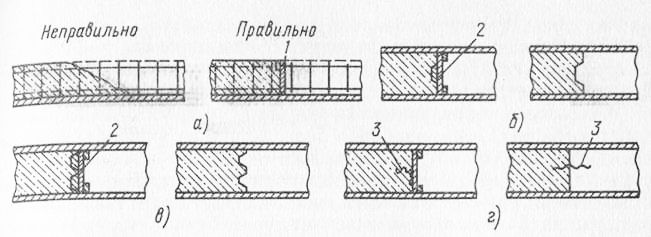 Неправильно
Правильно
1
2
а)
б)
2
3
3
в)
г)